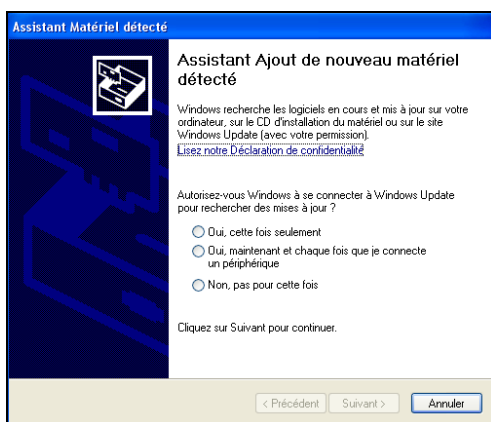 Assistant Matériel détecté
Assistant Ajout de nouveau matériel
détecté
Windows recherche les logiciels en cours et mis à jour sur votre
ordinateur, sur le CD d'installation du matériel ou sur le site
Windows Update (avec votre permission).
Lisez notre Déclaration de confidentialité
Autorisez-vous Windows à se connecter à Windows Update
pour rechercher des mises à jour ?
Oui, cette fois seulement
Oui, maintenant et chaque fois que je connecte
un périphérique
Non, pas pour cette fois
Cliquez sur Suivant pour continuer.
< Précédent Suivant > Annuler